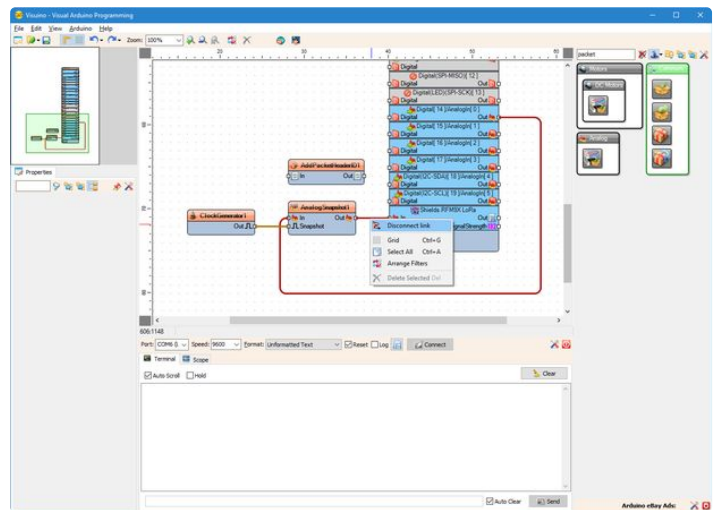 Visuino - Visual Arduino Programming
File Edit View Arduino Help
Zoom: 100%
packet
Motors
DC Motors
Analog
Properties
Digital
Digital(SPI-MISO)[ 12 ]
Digital Out
Digital(LED)(SPI-SCK)[ 13 ]
Digital Out
Digital[ 14 ]/AnalogIn[ 0 ]
Digital Out
Digital[ 15 ]/AnalogIn[ 1 ]
Digital Out
Digital[ 16 ]/AnalogIn[ 2 ]
Digital Out
Digital[ 17 ]/AnalogIn[ 3 ]
Digital Out
Digital(I2C-SDA)[ 18 ]/AnalogIn[ 4 ]
Digital Out
Digital(I2C-SCL)[ 19 ]/AnalogIn[ 5 ]
Digital Out
Shields.RFM9X LoRa
AddPacketHeaderID1
In Out
AnalogSnapshot1
In Out
Snapshot
ClockGenerator1
Out
Disconnect link
Grid Ctrl+G
Select All Ctrl+A
Arrange Filters
Delete Selected Del
606:1148
Port: COM6 Speed: 9600 Format: Unformatted Text Reset Log Connect
Terminal Scope
Auto Scroll Hold Clear
Auto Clear Send
Arduino eBay Ads: